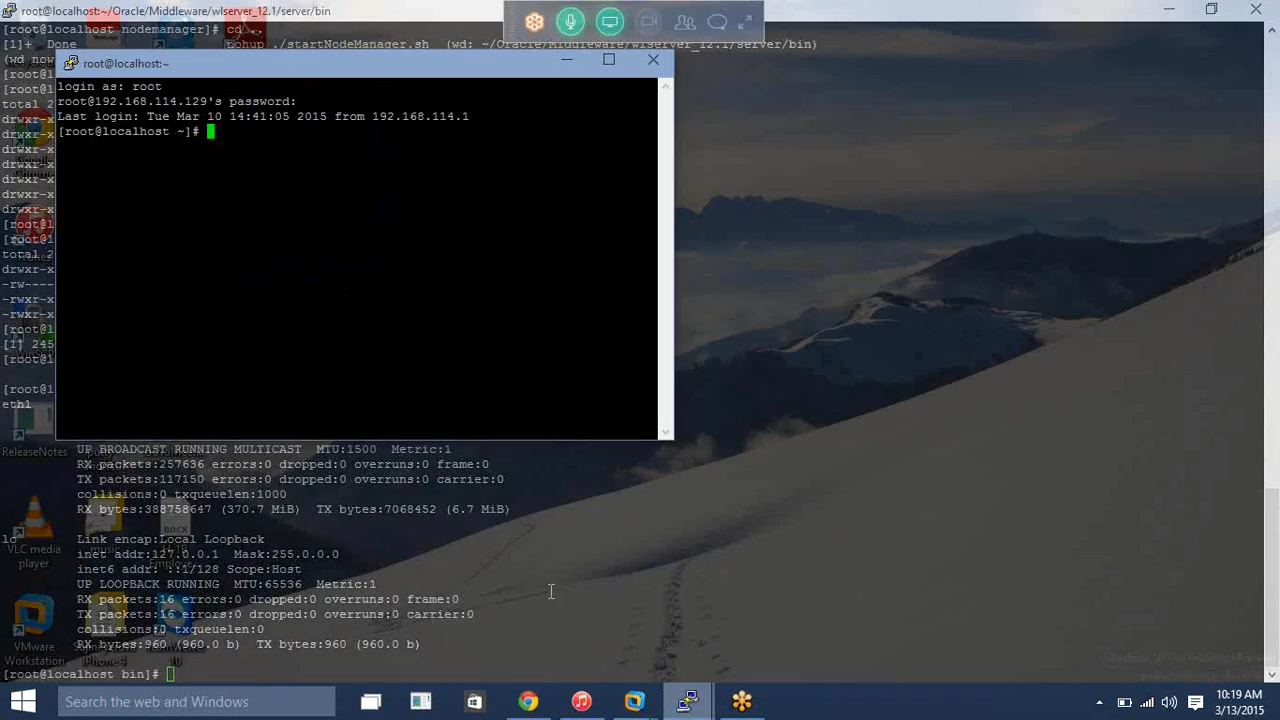 root@localhost:~/Oracle/Middleware/wlserver_12.1/server/bin
[root@localhost nodemanager]# cd ..
[1]+  Done                    nohup ./startNodeManager.sh  (wd: ~/Oracle/Middleware/wlserver_12.1/server/bin)
(wd now
root@localhost:~
login as: root
root@192.168.114.129's password:
Last login: Tue Mar 10 14:41:05 2015 from 192.168.114.1
[root@localhost ~]#
[root@l
[root@l
total 2
drwxr-x
drwxr-x
drwxr-x
drwxr-x
drwxr-x
drwxr-x
drwxr-x
[root@l
[root@l
total 2
drwxr-x
-rw----
-rwxr-x
-rwxr-x
[root@l
[1] 245
[root@l
[root@l
eth1
UP BROADCAST RUNNING MULTICAST  MTU:1500  Metric:1
RX packets:257636 errors:0 dropped:0 overruns:0 frame:0
TX packets:117150 errors:0 dropped:0 overruns:0 carrier:0
collisions:0 txqueuelen:1000
RX bytes:388758647 (370.7 MiB)  TX bytes:7068452 (6.7 MiB)
lo        Link encap:Local Loopback
inet addr:127.0.0.1  Mask:255.0.0.0
inet6 addr: ::1/128 Scope:Host
UP LOOPBACK RUNNING  MTU:65536  Metric:1
RX packets:16 errors:0 dropped:0 overruns:0 frame:0
TX packets:16 errors:0 dropped:0 overruns:0 carrier:0
collisions:0 txqueuelen:0
RX bytes:960 (960.0 b)  TX bytes:960 (960.0 b)
[root@localhost bin]#
ReleaseNotes
VLC media player
music
DOCX
VMware Workstation
iPhone 4
10
Search the web and Windows
10:19 AM
3/13/2015